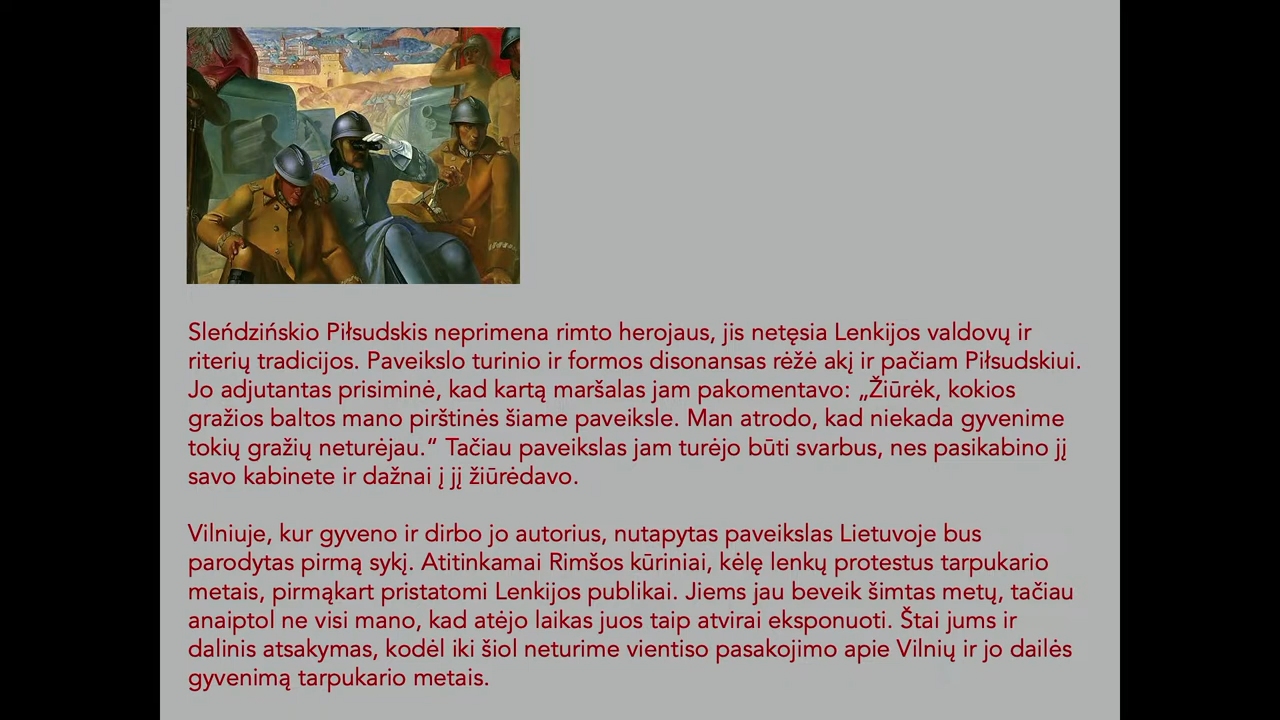 Sleńdzińskio Piłsudskis neprimena rimto herojaus, jis netęsia Lenkijos valdovų ir
riterių tradicijos. Paveikslo turinio ir formos disonansas rėžė akį ir pačiam Piłsudskiui.
Jo adjutantas prisiminė, kad kartą maršalas jam pakomentavo: „Žiūrėk, kokios
gražios baltos mano pirštinės šiame paveiksle. Man atrodo, kad niekada gyvenime
tokių gražių neturėjau.“ Tačiau paveikslas jam turėjo būti svarbus, nes pasikabino jį
savo kabinete ir dažnai į jį žiūrėdavo.
Vilniuje, kur gyveno ir dirbo jo autorius, nutapytas paveikslas Lietuvoje bus
parodytas pirmą sykį. Atitinkamai Rimšos kūriniai, kėlę lenkų protestus tarpukario
metais, pirmąkart pristatomi Lenkijos publikai. Jiems jau beveik šimtas metų, tačiau
anaiptol ne visi mano, kad atėjo laikas juos taip atvirai eksponuoti. Štai jums ir
dalinis atsakymas, kodėl iki šiol neturime vientiso pasakojimo apie Vilnių ir jo dailės
gyvenimą tarpukario metais.